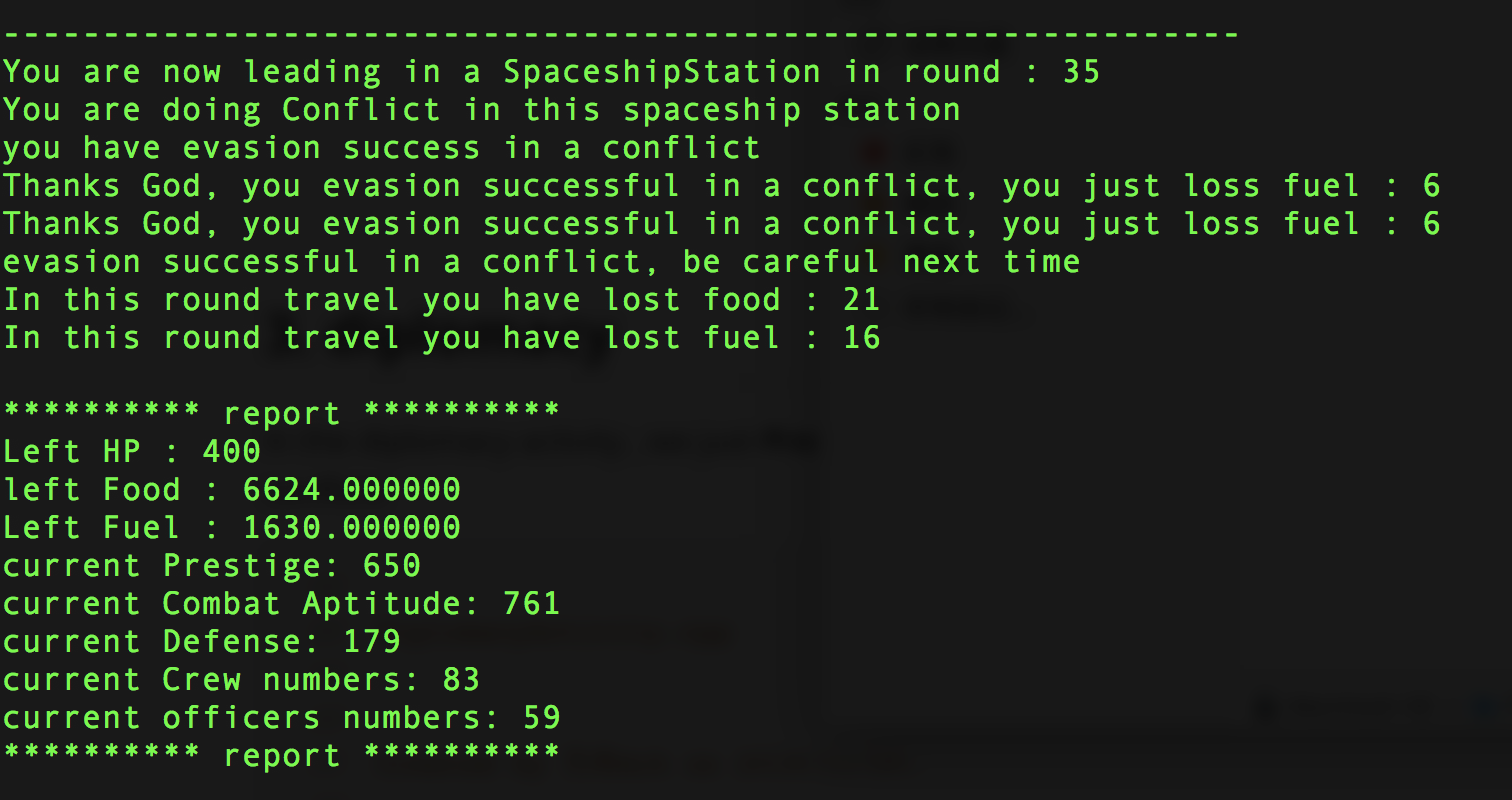 --------------------------------------------------------------
You are now leading in a SpaceshipStation in round : 35
You are doing Conflict in this spaceship station
you have evasion success in a conflict
Thanks God, you evasion successful in a conflict, you just loss fuel : 6
Thanks God, you evasion successful in a conflict, you just loss fuel : 6
evasion successful in a conflict, be careful next time
In this round travel you have lost food : 21
In this round travel you have lost fuel : 16
********** report **********
Left HP : 400
left Food : 6624.000000
Left Fuel : 1630.000000
current Prestige: 650
current Combat Aptitude: 761
current Defense: 179
current Crew numbers: 83
current officers numbers: 59
********** report **********